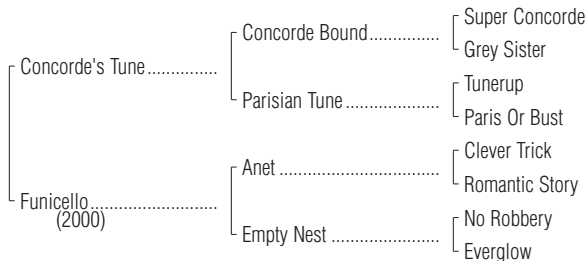 Super Concorde
Concorde Bound...............
Grey Sister
Concorde's Tune...............
Tunerup
Parisian Tune....................
Paris Or Bust
Clever Trick
Anet..................................
Romantic Story
Funicello...........................
(2000)
No Robbery
Empty Nest.......................
Everglow